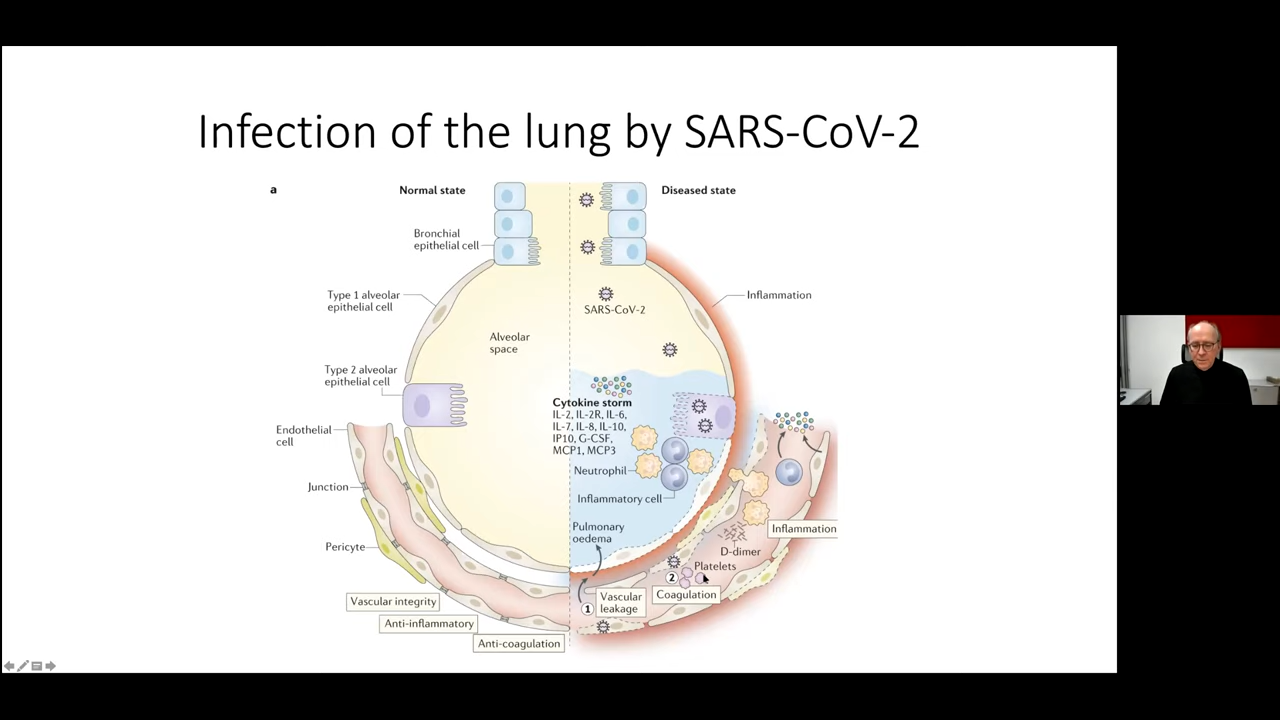 Infection of the lung by SARS-CoV-2
a
Normal state
Diseased state
Bronchial
epithelial cell
Type 1 alveolar
epithelial cell
Inflammation
SARS-CoV-2
Alveolar
space
Type 2 alveolar
epithelial cell
Cytokine storm
IL-2, IL-2R, IL-6,
IL-7, IL-8, IL-10,
IP10, G-CSF,
MCP1, MCP3
Endothelial
cell
Neutrophil
Junction
Inflammatory cell
Pulmonary
oedema
Inflammation
Pericyte
D-dimer
Platelets
2
Coagulation
Vascular integrity
1
Vascular
leakage
Anti-inflammatory
Anti-coagulation